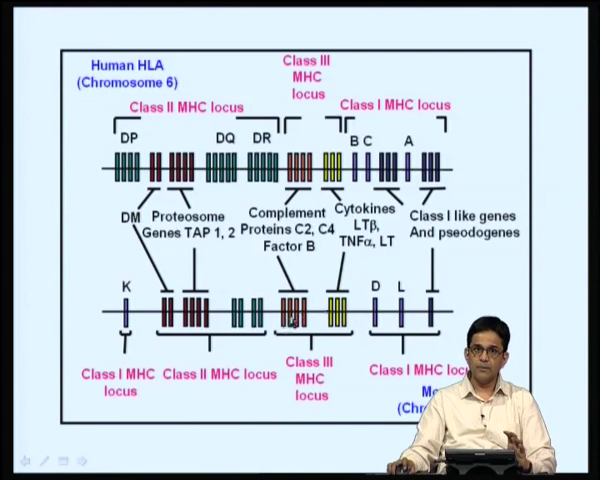 Human HLA
(Chromosome 6)
Class III
MHC
locus
Class II MHC locus
Class I MHC locus
DP
DQ
DR
B C
A
DM
Proteosome
Genes TAP 1, 2
Complement
Proteins C2, C4
Factor B
Cytokines
LTβ,
TNFα, LT
Class I like genes
And pseudogenes
K
D
L
Class I MHC
locus
Class II MHC locus
Class III
MHC
locus
Class I MHC